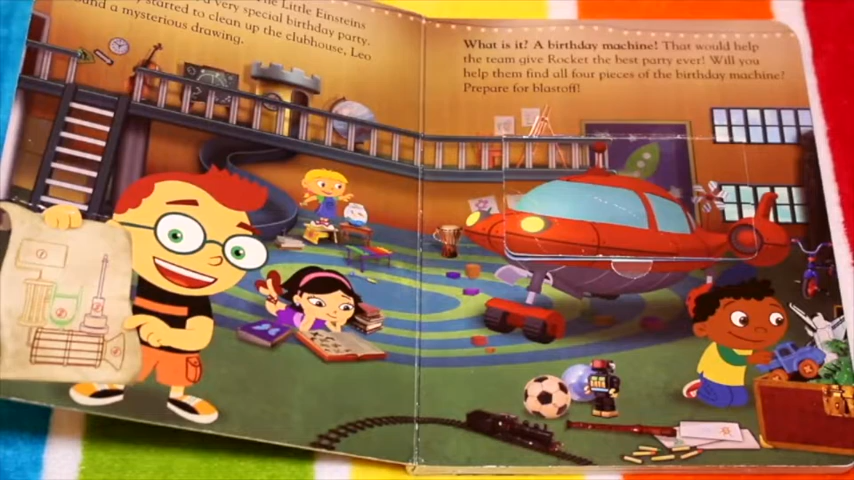 The Little Einsteins
a very special birthday party.
started to clean up the clubhouse, Leo
a mysterious drawing.
What is it? A birthday machine! That would help
the team give Rocket the best party ever! Will you
help them find all four pieces of the birthday machine?
Prepare for blastoff!